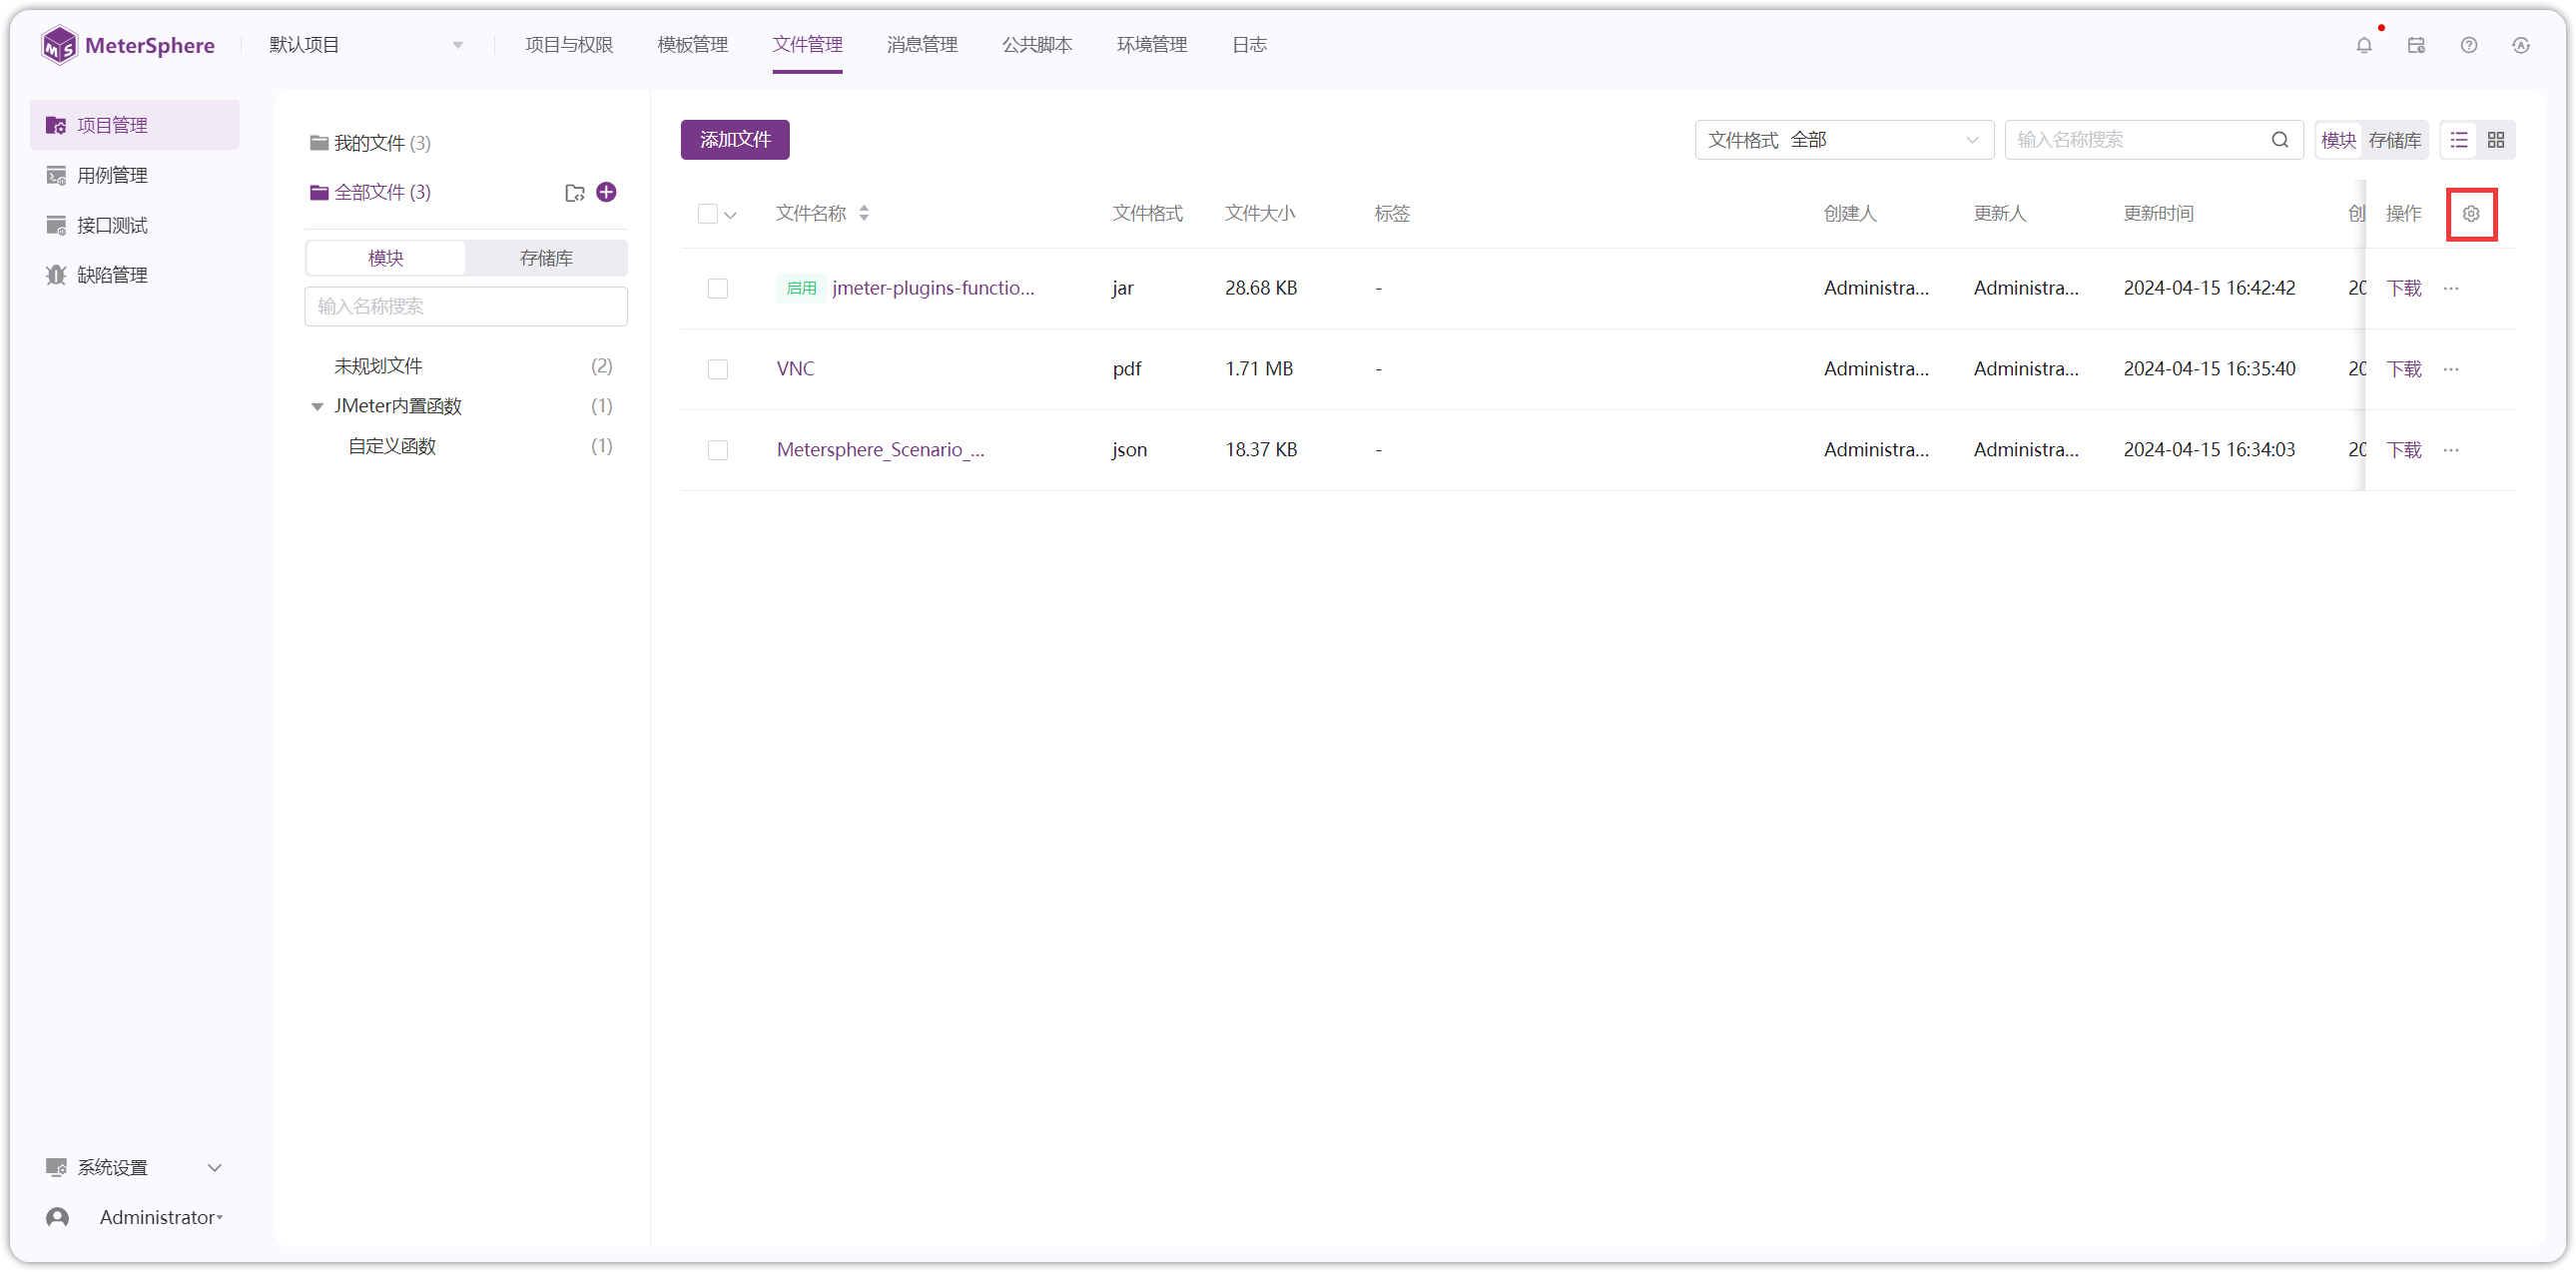 MeterSphere
默认项目
项目与权限
模板管理
文件管理
消息管理
公共脚本
环境管理
日志
项目管理
用例管理
接口测试
缺陷管理
系统设置
Administrator
我的文件 (3)
全部文件 (3)
模块
存储库
输入名称搜索
未规划文件 (2)
JMeter内置函数 (1)
自定义函数 (1)
添加文件
文件格式 全部
输入名称搜索
模块 存储库
文件名称 文件格式 文件大小 标签 创建人 更新人 更新时间 创 操作
启用 jmeter-plugins-functio... jar 28.68 KB - Administra... Administra... 2024-04-15 16:42:42 20 下载 ...
VNC pdf 1.71 MB - Administra... Administra... 2024-04-15 16:35:40 20 下载 ...
Metersphere_Scenario_... json 18.37 KB - Administra... Administra... 2024-04-15 16:34:03 20 下载 ...